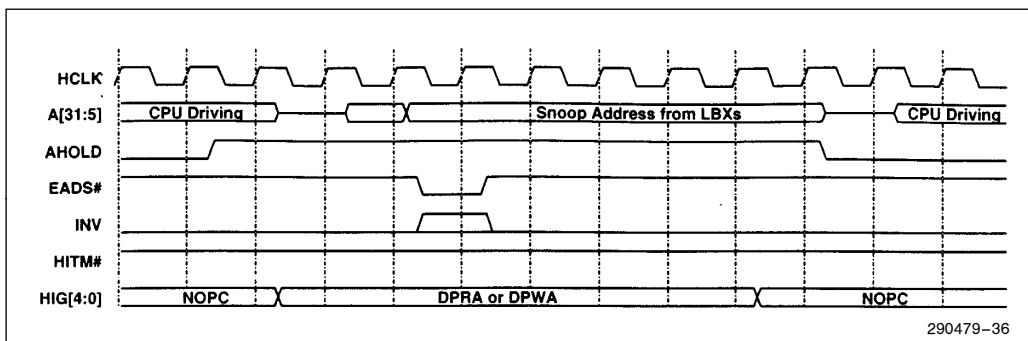 HCLK
A[31:5] CPU Driving Snoop Address from LBXs CPU Driving
AHOLD
EADS#
INV
HITM#
HIG[4:0] NOPC DPRA or DPWA NOPC
290479-36